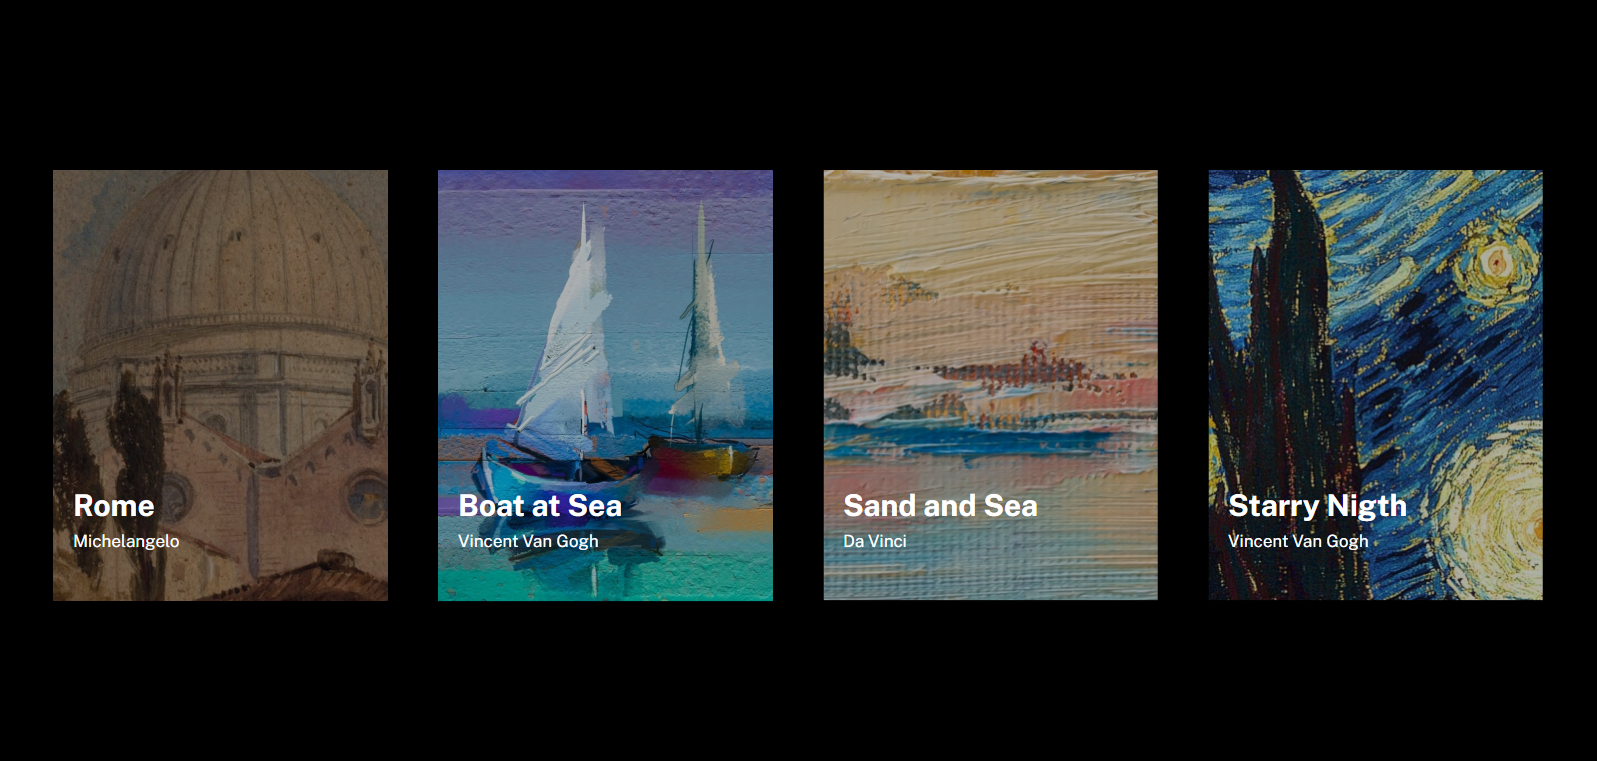 Rome
Michelangelo
Boat at Sea
Vincent Van Gogh
Sand and Sea
Da Vinci
Starry Nigth
Vincent Van Gogh